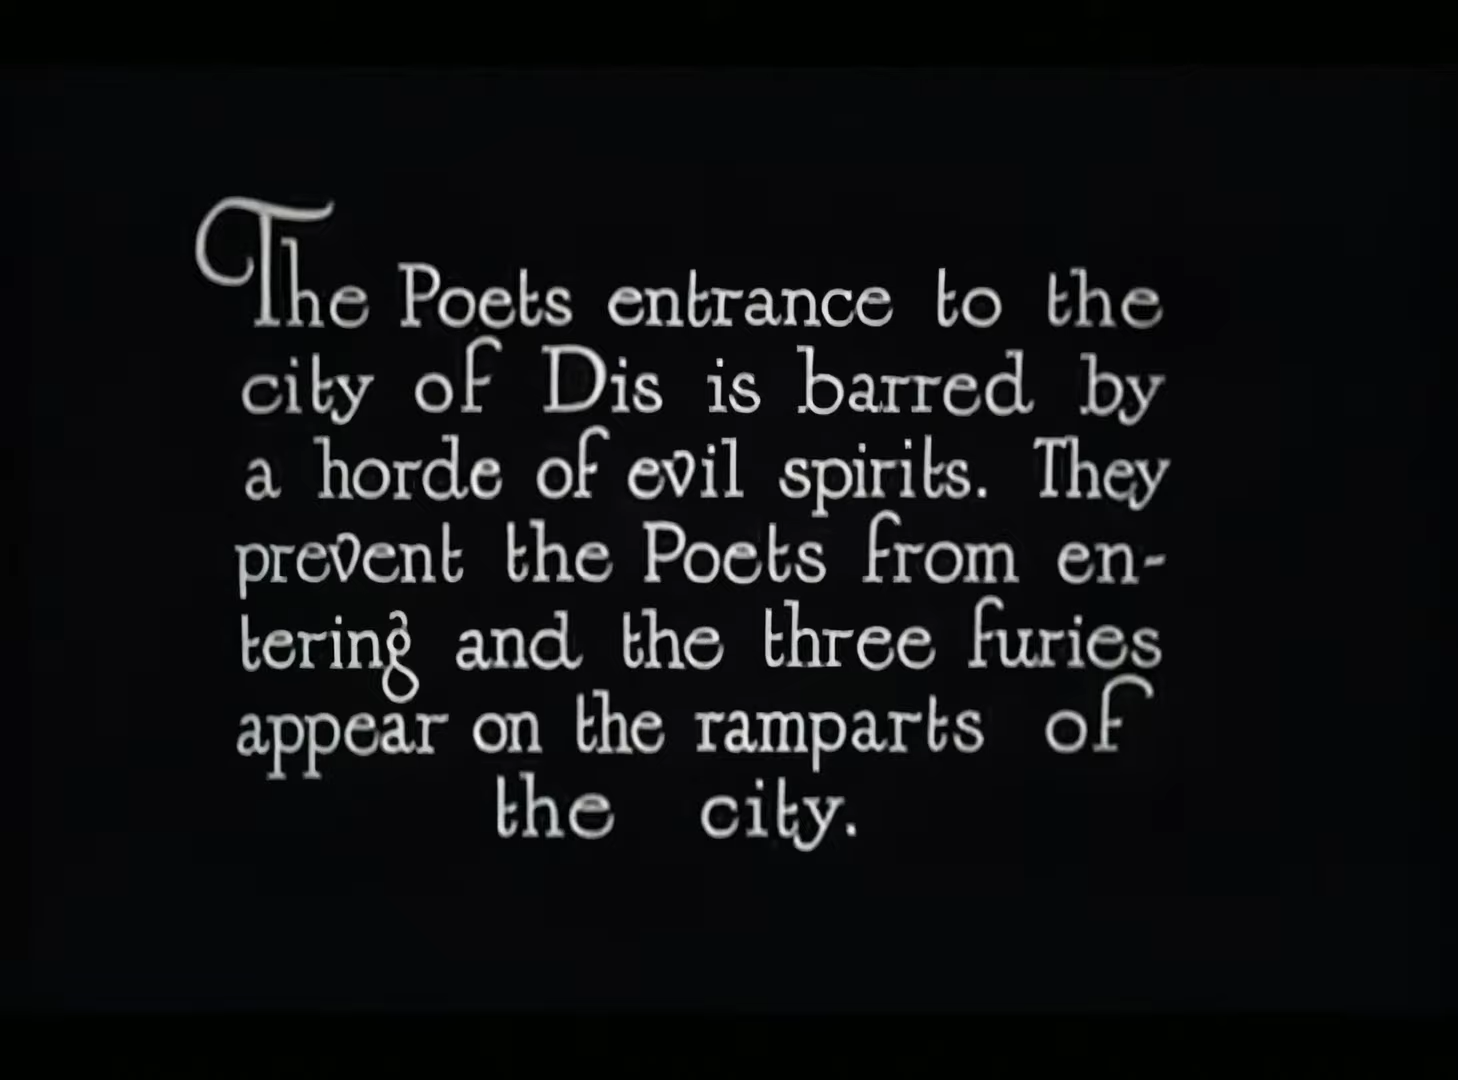 The Poets entrance to the
city of Dis is barred by
a horde of evil spirits. They
prevent the Poets from en-
tering and the three furies
appear on the ramparts of
the city.